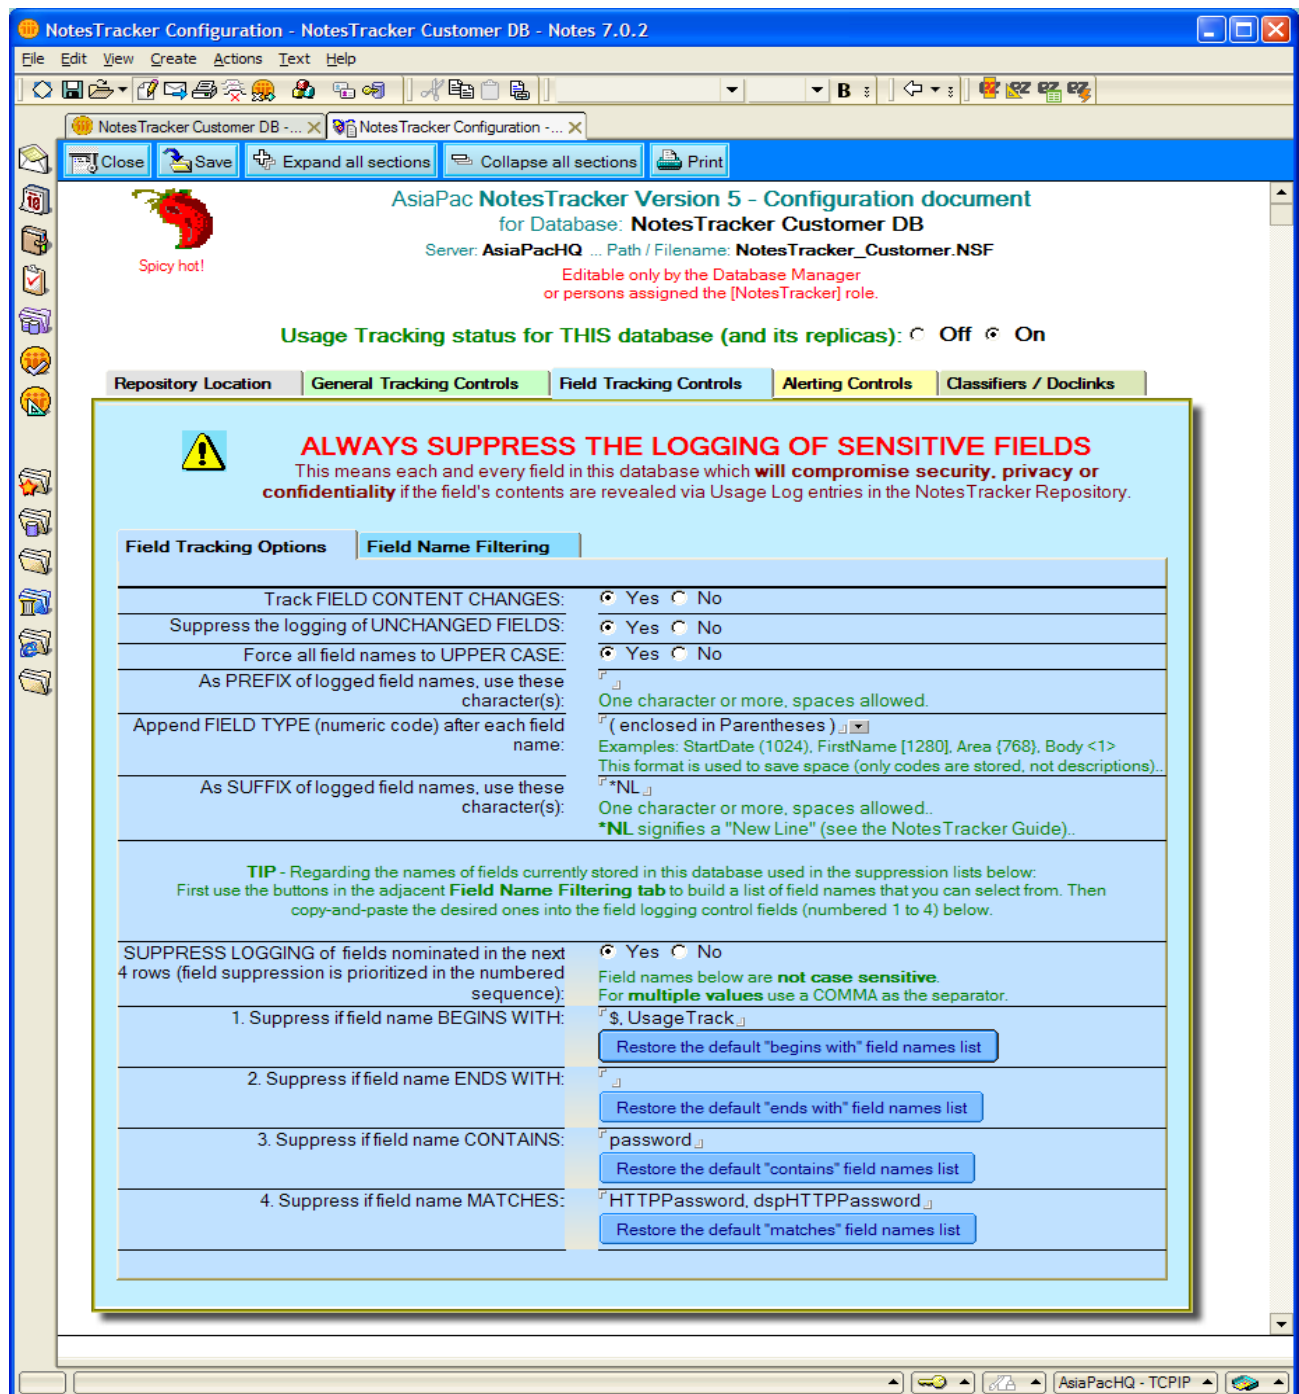 NotesTracker Configuration - NotesTracker Customer DB - Notes 7.0.2
File Edit View Create Actions Text Help
NotesTracker Customer DB -... NotesTracker Configuration -...
Close Save Expand all sections Collapse all sections Print
AsiaPac NotesTracker Version 5 - Configuration document
for Database: NotesTracker Customer DB
Server: AsiaPacHQ ... Path / Filename: NotesTracker_Customer.NSF
Spicy hot!
Editable only by the Database Manager
or persons assigned the [NotesTracker] role.
Usage Tracking status for THIS database (and its replicas): Off On
Repository Location General Tracking Controls Field Tracking Controls Alerting Controls Classifiers / Doclinks
ALWAYS SUPPRESS THE LOGGING OF SENSITIVE FIELDS
This means each and every field in this database which will compromise security, privacy or
confidentiality if the field's contents are revealed via Usage Log entries in the NotesTracker Repository.
Field Tracking Options Field Name Filtering
Track FIELD CONTENT CHANGES: Yes No
Suppress the logging of UNCHANGED FIELDS: Yes No
Force all field names to UPPER CASE: Yes No
As PREFIX of logged field names, use these
character(s): One character or more, spaces allowed.
Append FIELD TYPE (numeric code) after each field ( enclosed in Parentheses )
name: Examples: StartDate (1024), FirstName [1280], Area {768}, Body <1>
This format is used to save space (only codes are stored, not descriptions)..
As SUFFIX of logged field names, use these *NL
character(s): One character or more, spaces allowed..
*NL signifies a "New Line" (see the NotesTracker Guide)..
TIP - Regarding the names of fields currently stored in this database used in the suppression lists below:
First use the buttons in the adjacent Field Name Filtering tab to build a list of field names that you can select from. Then
copy-and-paste the desired ones into the field logging control fields (numbered 1 to 4) below.
SUPPRESS LOGGING of fields nominated in the next Yes No
4 rows (field suppression is prioritized in the numbered Field names below are not case sensitive.
sequence): For multiple values use a COMMA as the separator.
1. Suppress if field name BEGINS WITH: $, UsageTrack
Restore the default "begins with" field names list
2. Suppress if field name ENDS WITH:
Restore the default "ends with" field names list
3. Suppress if field name CONTAINS: password
Restore the default "contains" field names list
4. Suppress if field name MATCHES: HTTPPassword, dspHTTPPassword
Restore the default "matches" field names list
AsiaPacHQ - TCPIP